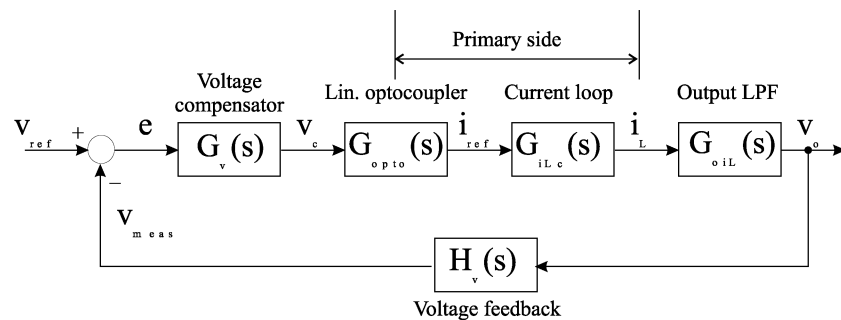 Primary side
Voltage
compensator
Lin. optocoupler
Current loop
Output LPF
v ref
+
−
e
G v (s)
v c
G opto (s)
i ref
G iLc (s)
i L
G oiL (s)
v o
v meas
H v (s)
Voltage feedback